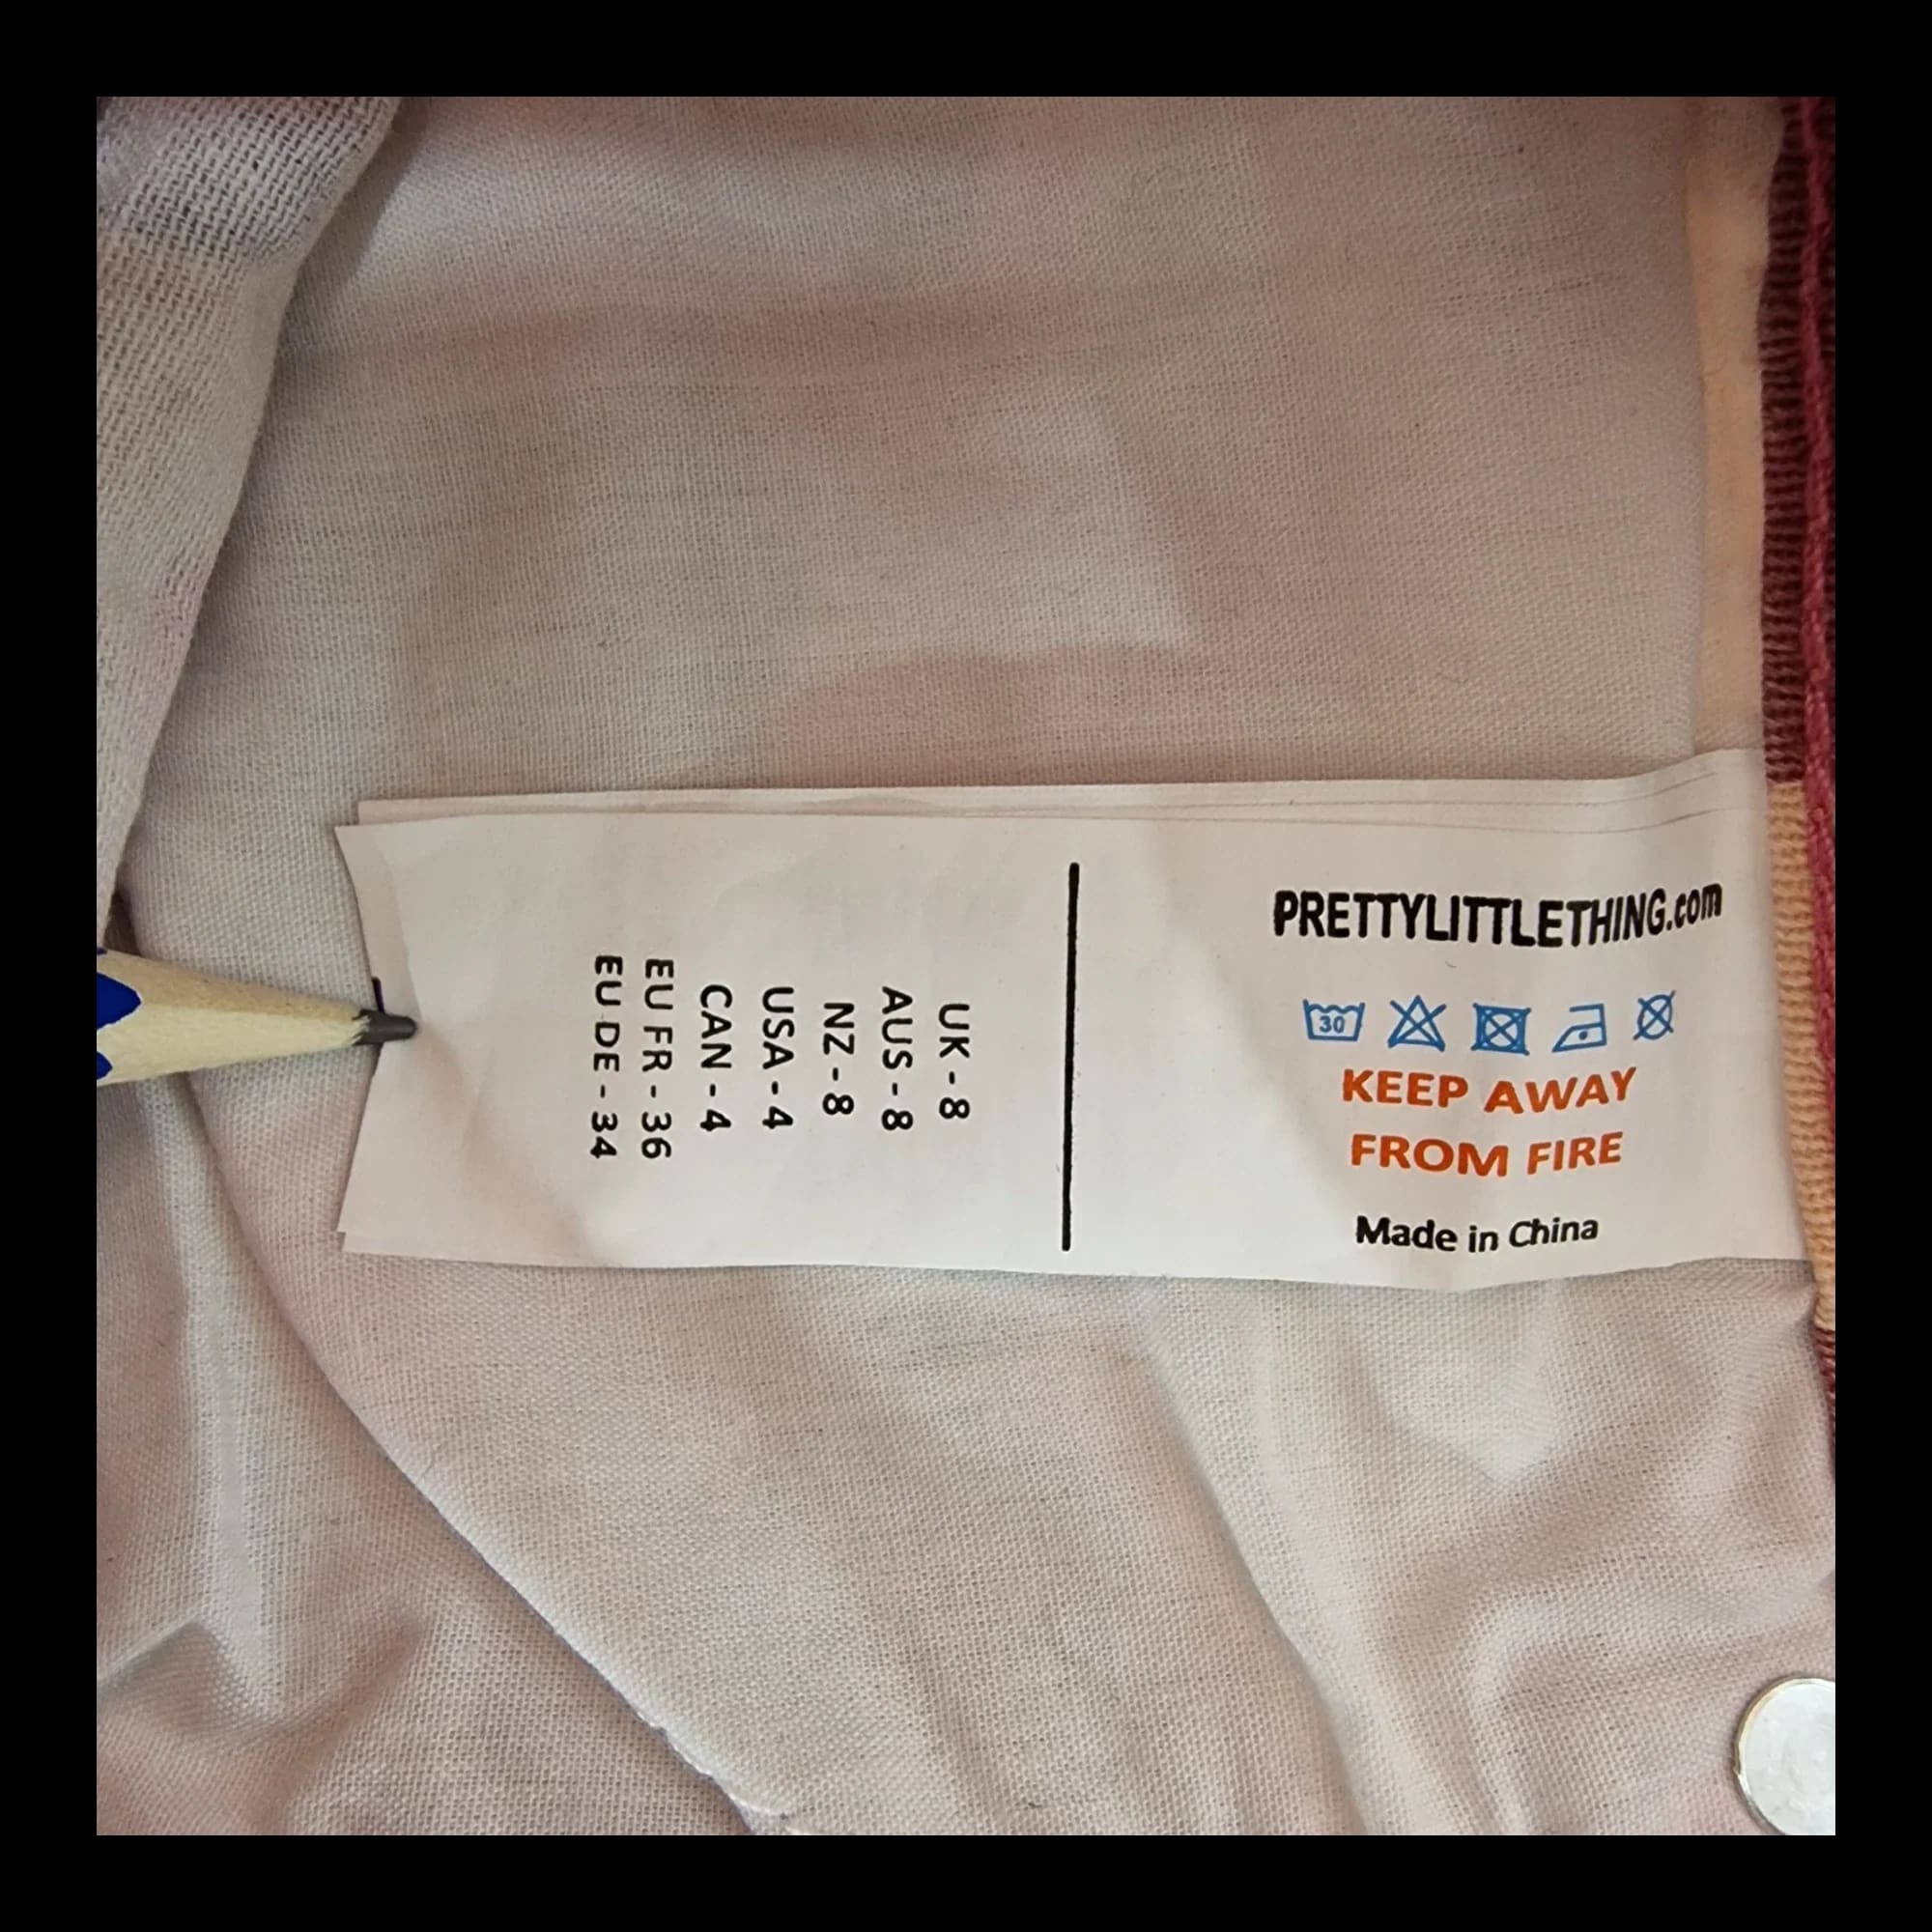 PRETTYLITTLETHING.com
30
KEEP AWAY
FROM FIRE
Made in China
UK - 8
AUS - 8
NZ - 8
USA - 4
CAN - 4
EU FR - 36
EU DE - 34